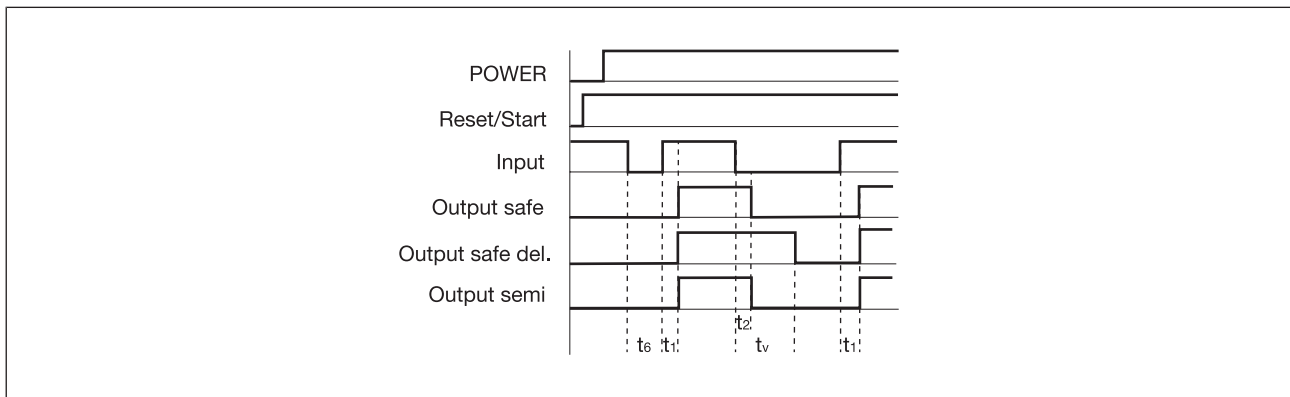 POWER
Reset/Start
Input
Output safe
Output safe del.
Output semi
t2
t6 t1 tv t1